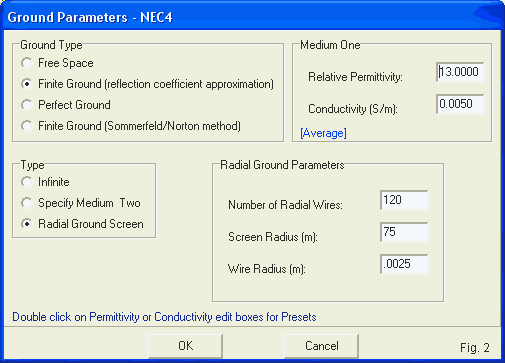 Ground Parameters - NEC4
Ground Type
Free Space
Finite Ground (reflection coefficient approximation)
Perfect Ground
Finite Ground (Sommerfeld/Norton method)
Medium One
Relative Permittivity: 13.0000
Conductivity (S/m): 0.0050
[Average]
Type
Infinite
Specify Medium Two
Radial Ground Screen
Radial Ground Parameters
Number of Radial Wires: 120
Screen Radius (m): 75
Wire Radius (m): .0025
Double click on Permittivity or Conductivity edit boxes for Presets
OK Cancel Fig. 2